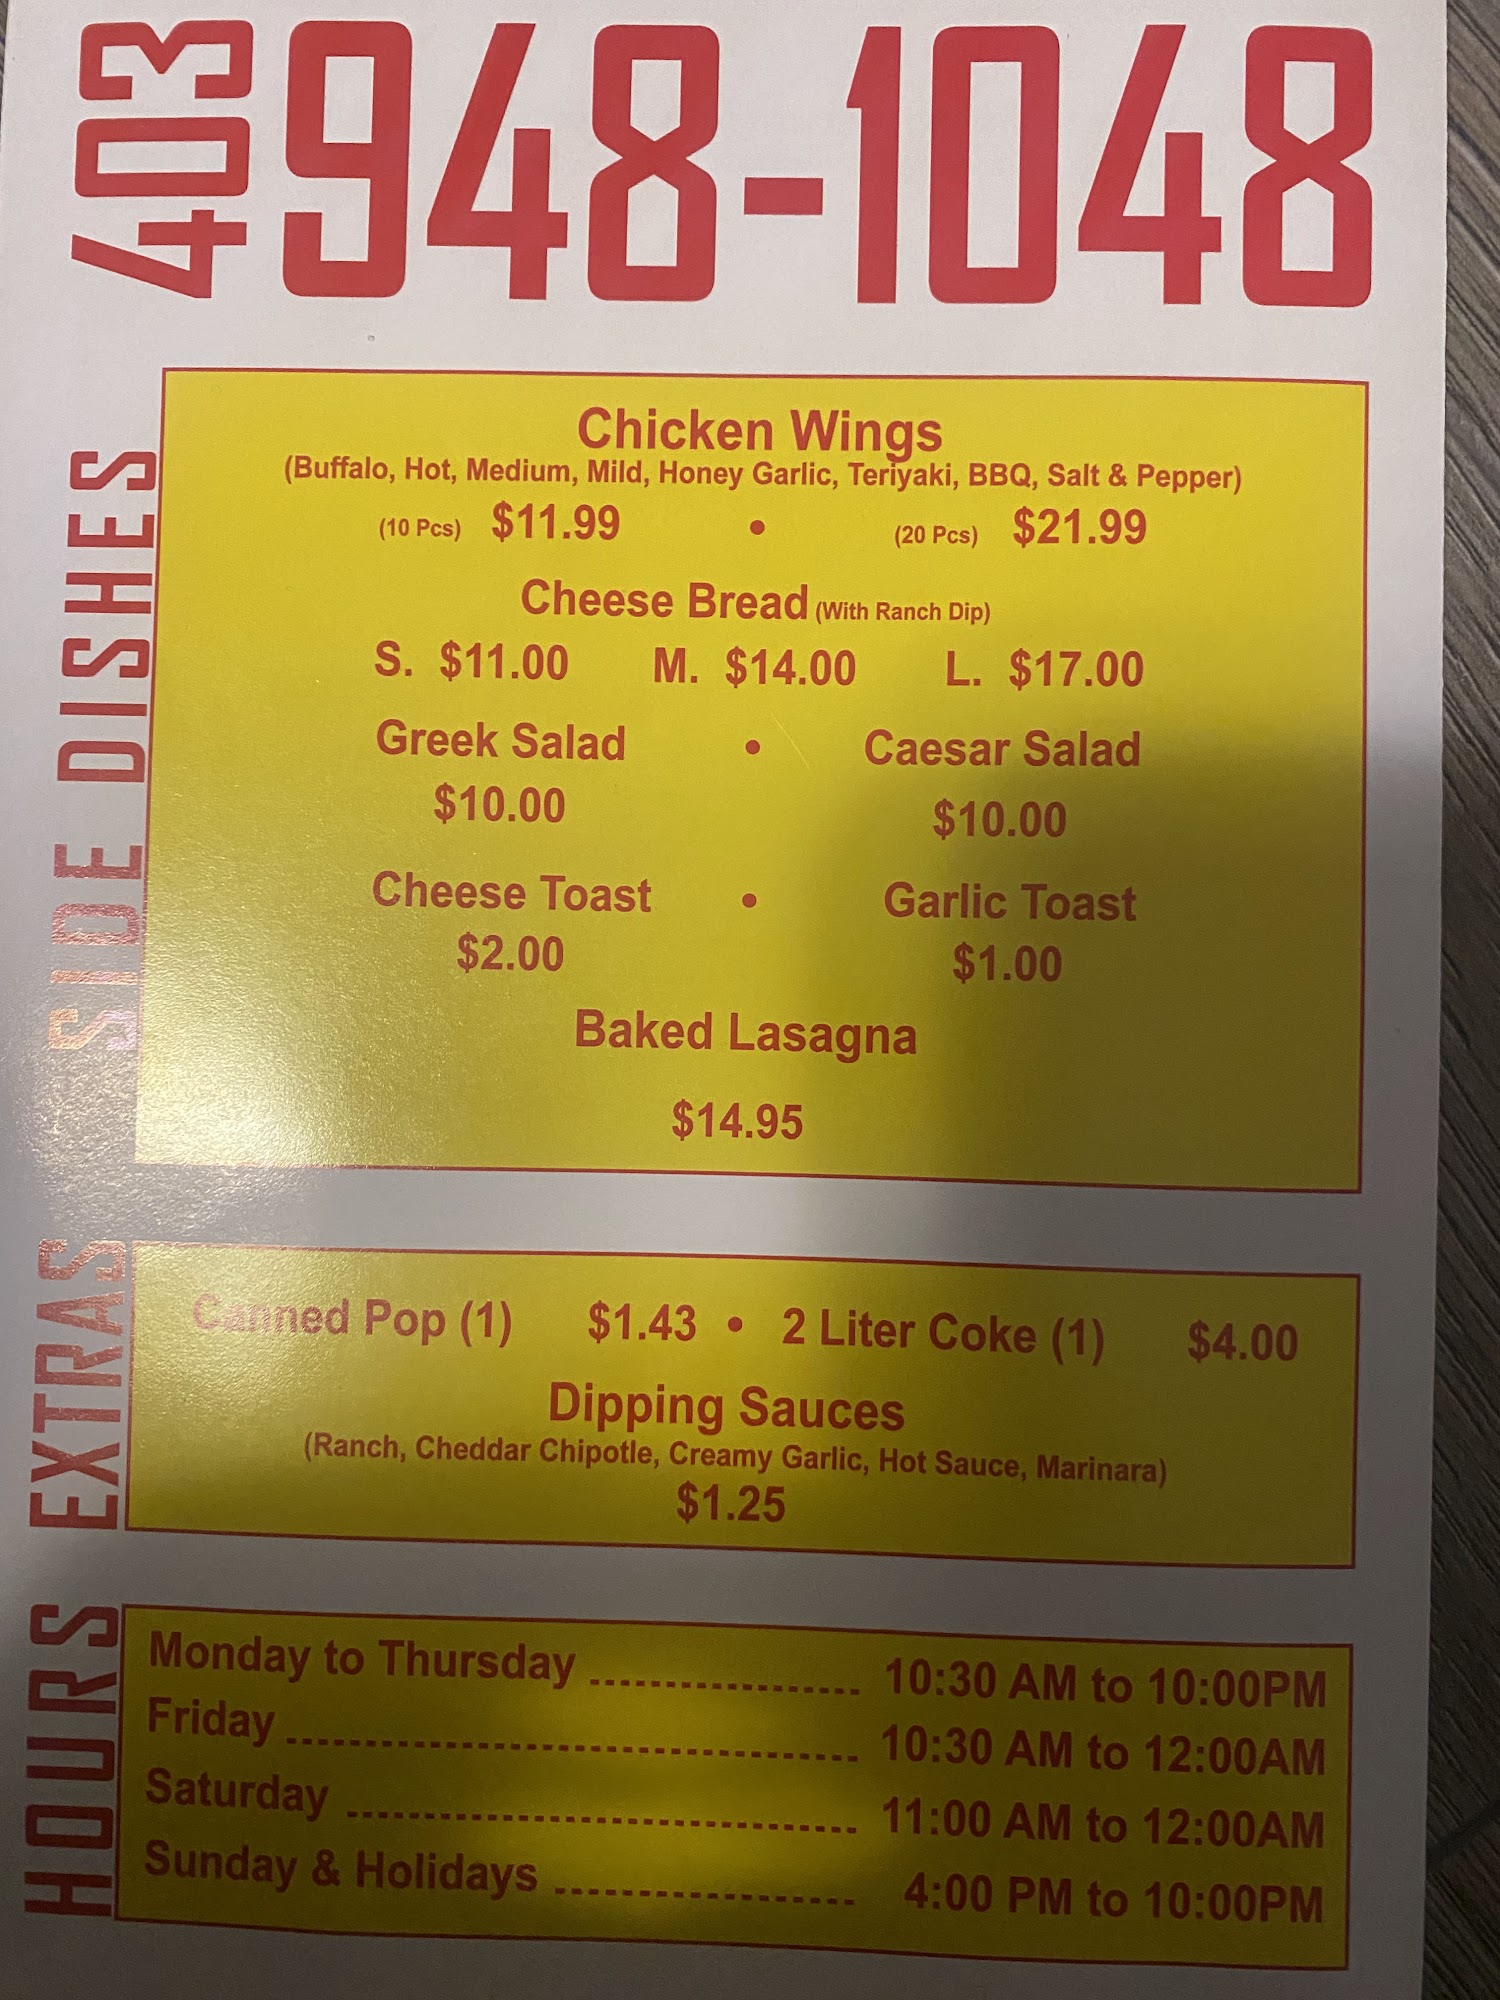 403 948-1048
SIDE DISHES
Chicken Wings
(Buffalo, Hot, Medium, Mild, Honey Garlic, Teriyaki, BBQ, Salt & Pepper)
(10 Pcs) $11.99 • (20 Pcs) $21.99
Cheese Bread (With Ranch Dip)
S. $11.00 M. $14.00 L. $17.00
Greek Salad • Caesar Salad
$10.00 $10.00
Cheese Toast • Garlic Toast
$2.00 $1.00
Baked Lasagna
$14.95
EXTRAS
Canned Pop (1) $1.43 • 2 Liter Coke (1) $4.00
Dipping Sauces
(Ranch, Cheddar Chipotle, Creamy Garlic, Hot Sauce, Marinara)
$1.25
HOURS
Monday to Thursday .................. 10:30 AM to 10:00PM
Friday .................................... 10:30 AM to 12:00AM
Saturday ................................. 11:00 AM to 12:00AM
Sunday & Holidays ................... 4:00 PM to 10:00PM